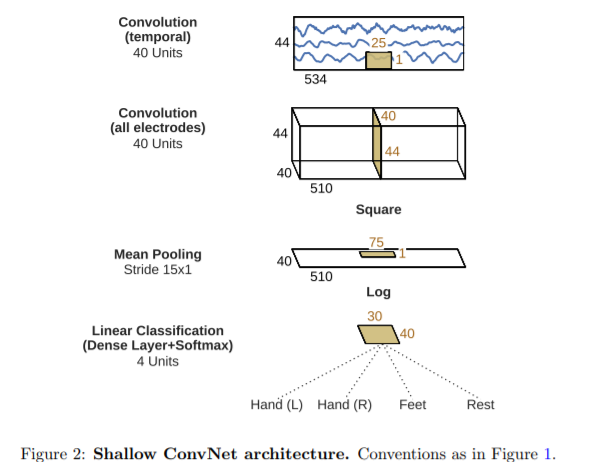 Convolution
(temporal)
40 Units
44
25
1
534
Convolution
(all electrodes)
40 Units
40
44
44
40
510
Square
Mean Pooling
Stride 15x1
75
1
40
510
Log
Linear Classification
(Dense Layer+Softmax)
4 Units
30
40
Hand (L) Hand (R) Feet Rest
Figure 2: Shallow ConvNet architecture. Conventions as in Figure 1.